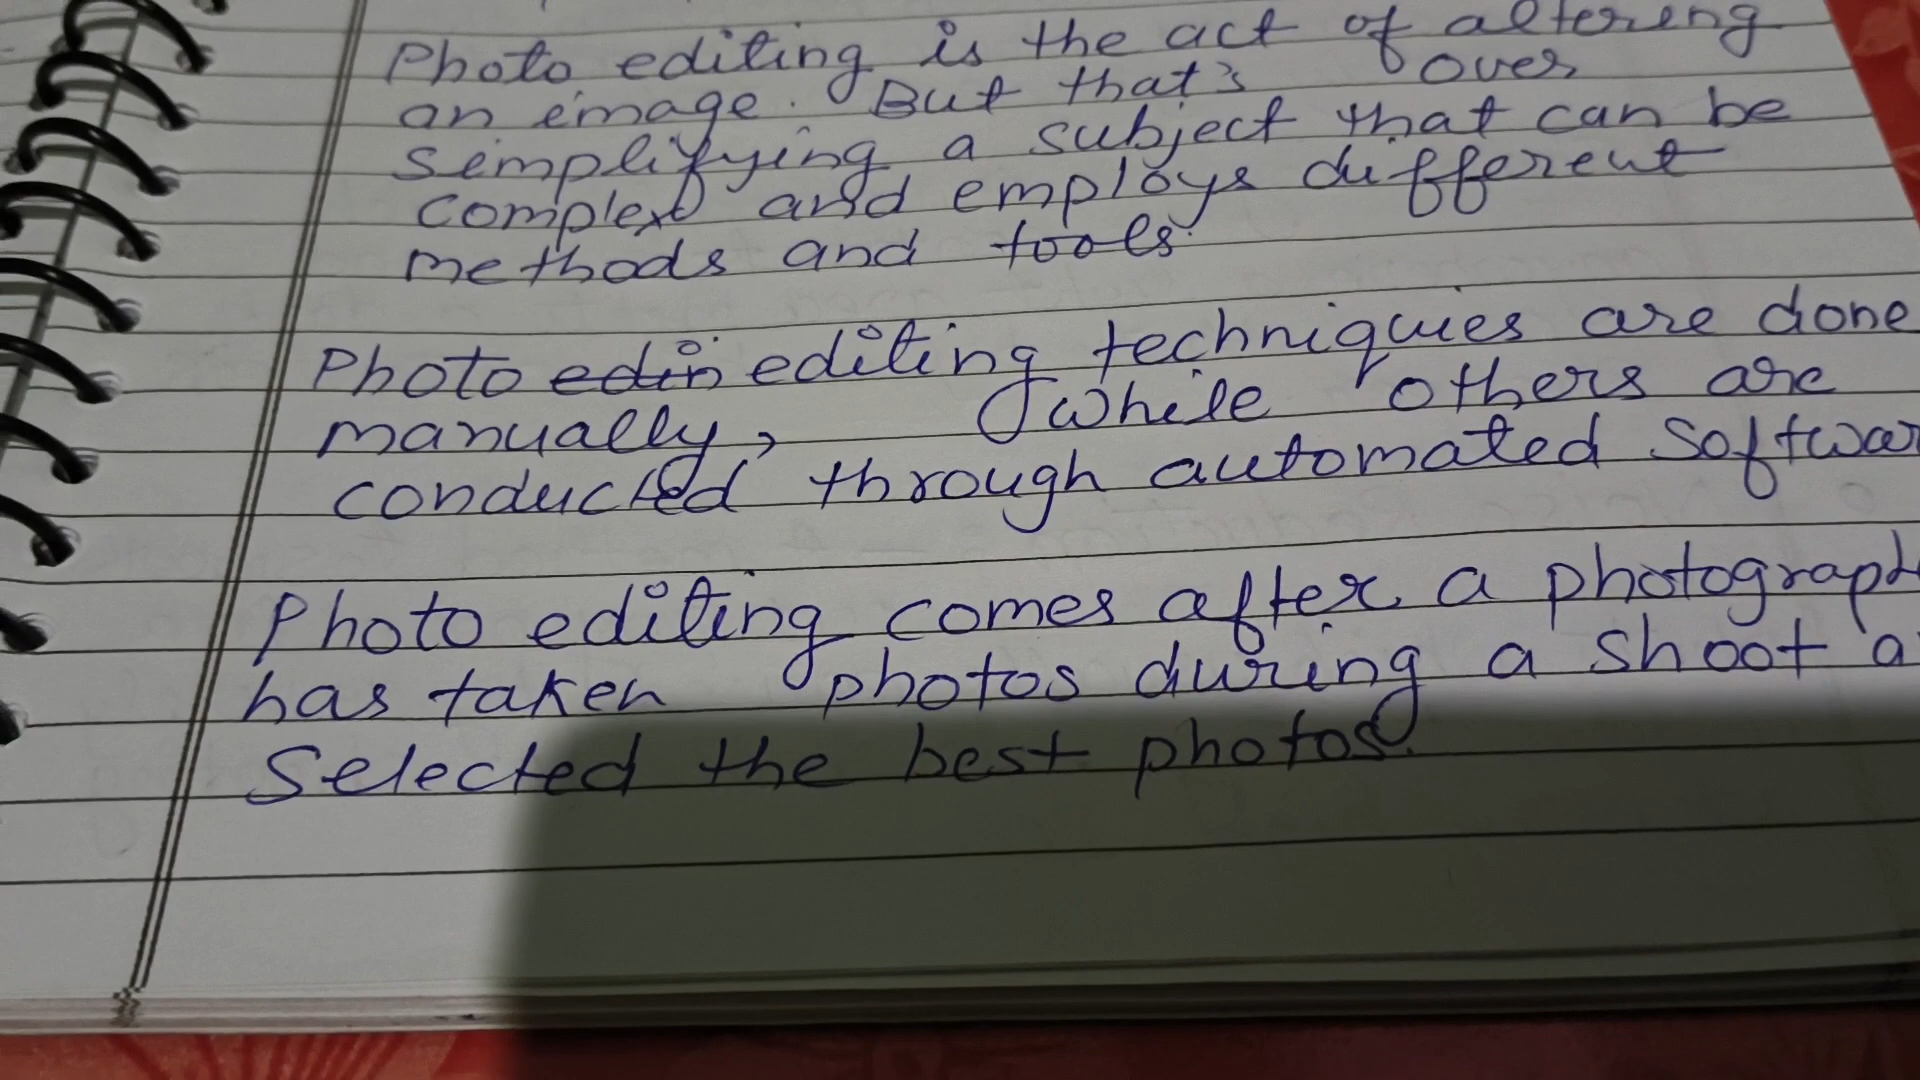 Photo editing is the act of altering
an image. But that's over
simplifying a subject that can be
complex and employs different
methods and tools.
Photo edin editing techniques are done
manually, while others are
conducted through automated softwar
Photo editing comes after a photograph
has taken photos during a shoot a
Selected the best photos.